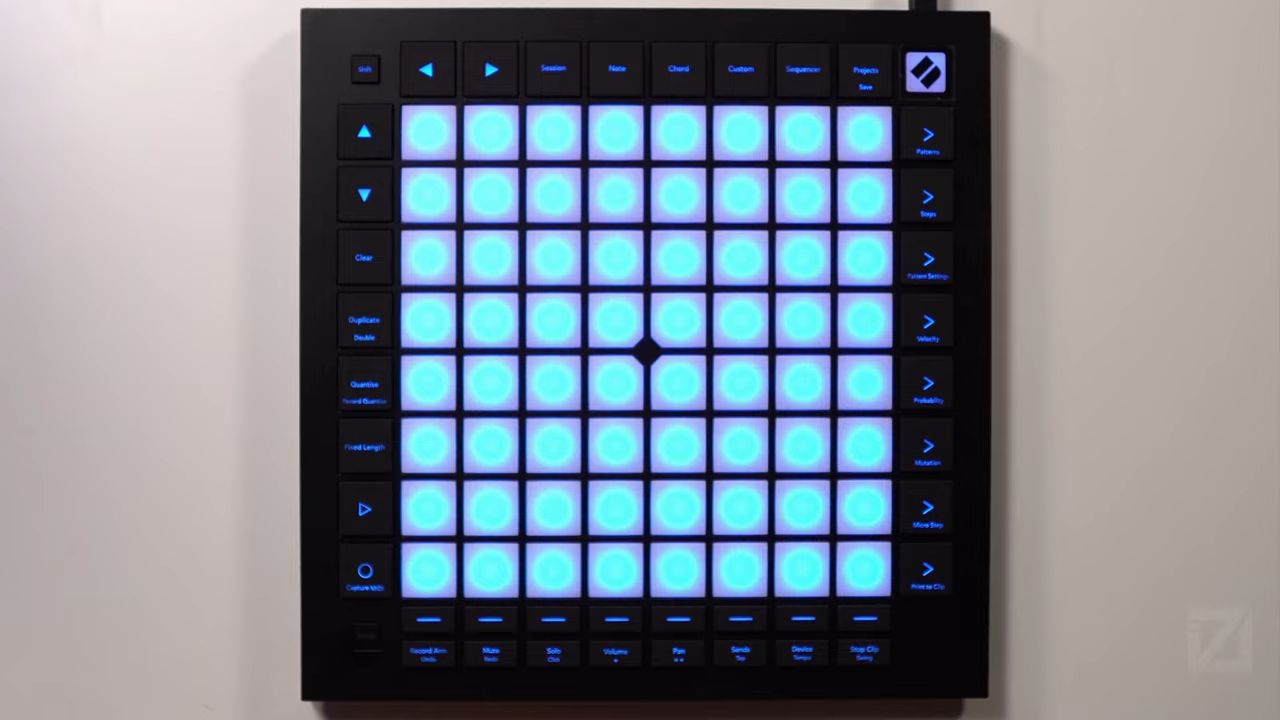 Shift
Session
Note
Chord
Custom
Sequencer
Projects
Save
Patterns
Steps
Clear
Pattern Settings
Duplicate
Double
Velocity
Quantise
Record Quantise
Probability
Fixed Length
Mutation
Micro Step
Capture MIDI
Print to Clip
Record Arm
Mute
Solo
Volume
Pan
Sends
Device
Stop Clip
Undo
Redo
Click
Tap
Tempo
Swing